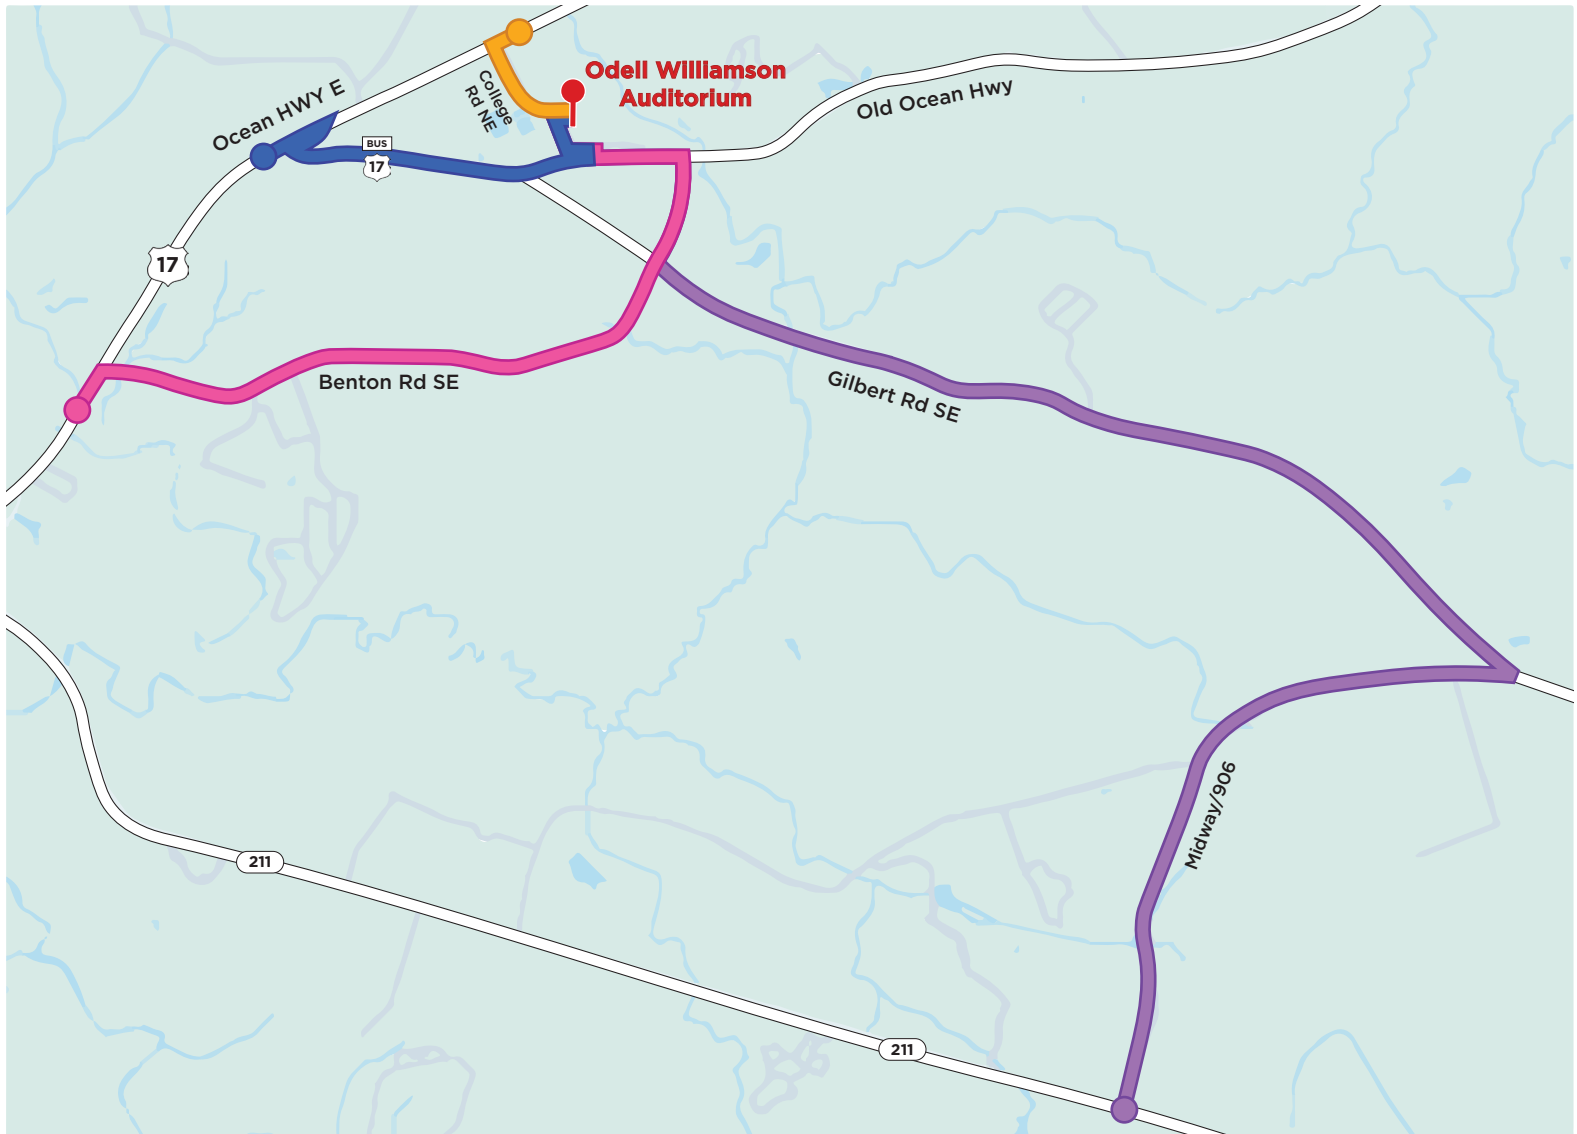 Ocean HWY E
College
Rd NE
Odell Williamson
Auditorium
Old Ocean Hwy
BUS
17
17
Benton Rd SE
Gilbert Rd SE
Midway/906
211
211